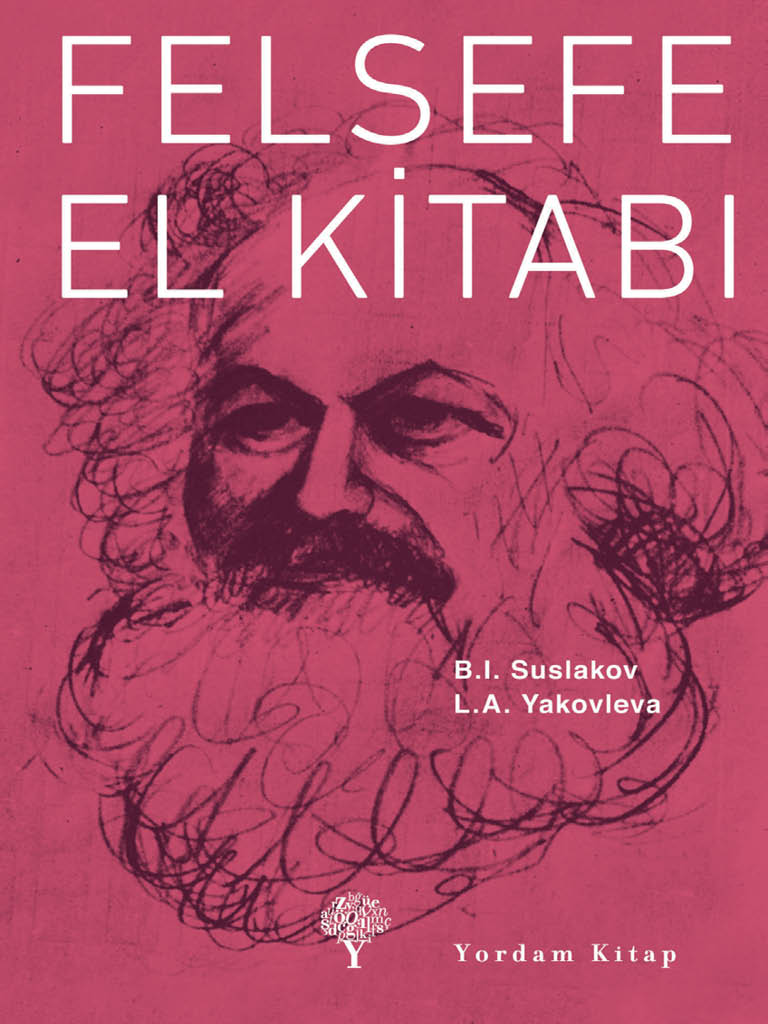 FELSEFE
EL KİTABI
B.I. Suslakov
L.A. Yakovleva
Y
Yordam Kitap